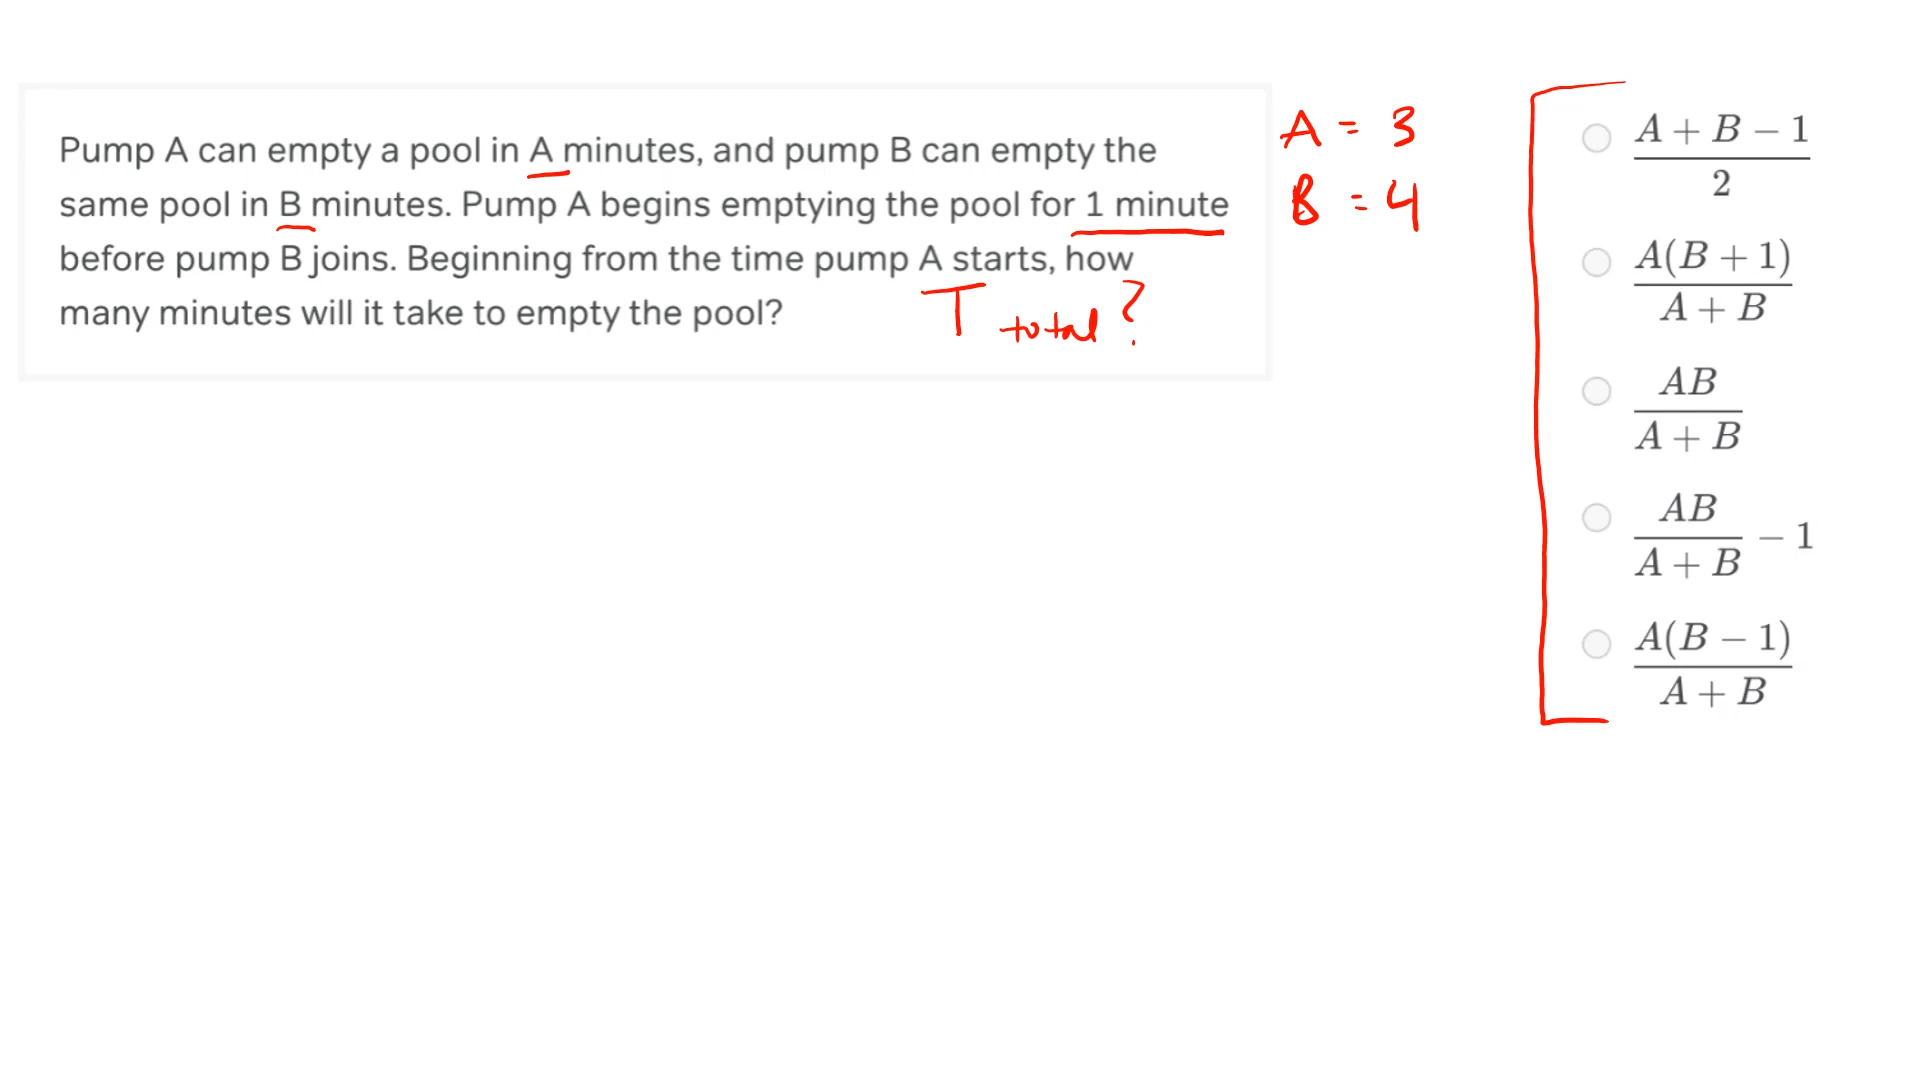 Pump A can empty a pool in A minutes, and pump B can empty the
same pool in B minutes. Pump A begins emptying the pool for 1 minute
before pump B joins. Beginning from the time pump A starts, how
many minutes will it take to empty the pool?
T total?
A = 3
B = 4
A + B − 1
2
A(B + 1)
A + B
AB
A + B
AB
A + B
− 1
A(B − 1)
A + B